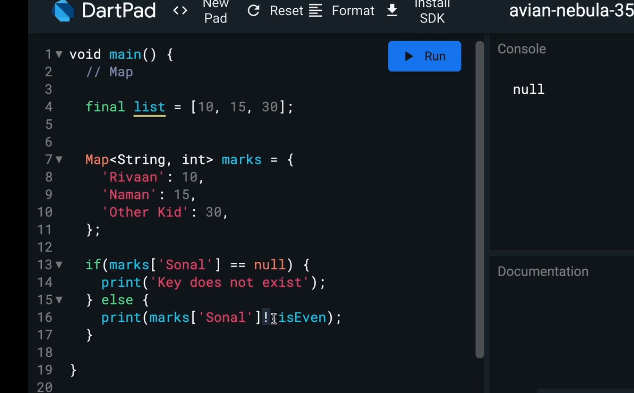 DartPad
<> New Pad
Reset
Format
Install SDK
avian-nebula-35
1 void main() {
2 // Map
3
4 final list = [10, 15, 30];
5
6
7 Map<String, int> marks = {
8 'Rivaan': 10,
9 'Naman': 15,
10 'Other Kid': 30,
11 };
12
13 if(marks['Sonal'] == null) {
14 print('Key does not exist');
15 } else {
16 print(marks['Sonal']!.isEven);
17 }
18
19 }
20
Run
Console
null
Documentation